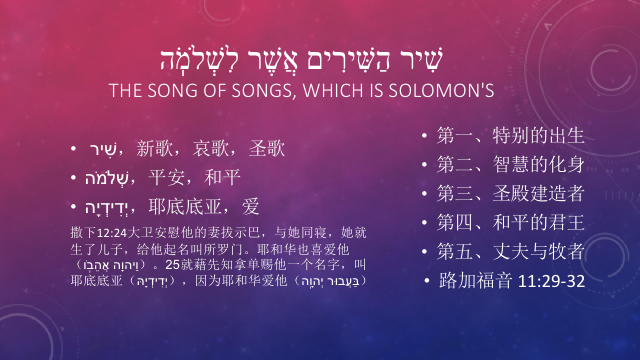 שִׁיר הַשִּׁירִים אֲשֶׁר לִשְׁלֹמֹה
THE SONG OF SONGS, WHICH IS SOLOMON'S
• שִׁיר，新歌，哀歌，圣歌
• שְׁלֹמֹה，平安，和平
• יְדִידְיָה，耶底底亚，爱
撒下12:24大卫安慰他的妻拔示巴，与她同寝，她就
生了儿子，给他起名叫所罗门。耶和华也喜爱他
（וַיהוָה אֲהֵבֹו）。25就藉先知拿单赐他一个名字，叫
耶底底亚（יְדִידְיָהּ），因为耶和华爱他（בַּעֲבוּר יְהוָה）
• 第一、特别的出生
• 第二、智慧的化身
• 第三、圣殿建造者
• 第四、和平的君王
• 第五、丈夫与牧者
• 路加福音 11:29-32